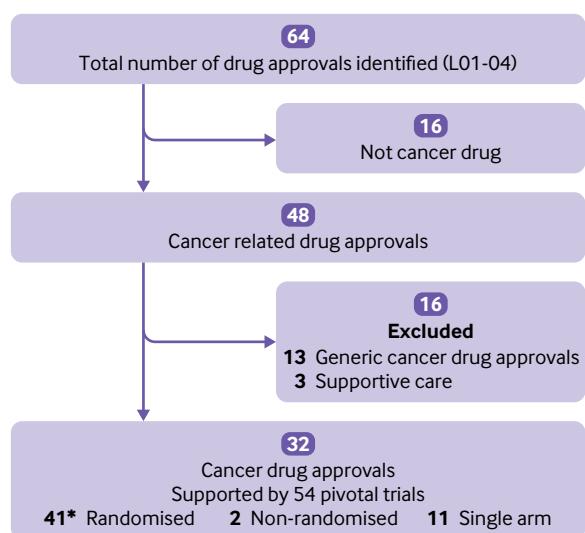 64
Total number of drug approvals identified (L01-04)
16
Not cancer drug
48
Cancer related drug approvals
16
Excluded
13 Generic cancer drug approvals
3 Supportive care
32
Cancer drug approvals
Supported by 54 pivotal trials
41* Randomised 2 Non-randomised 11 Single arm